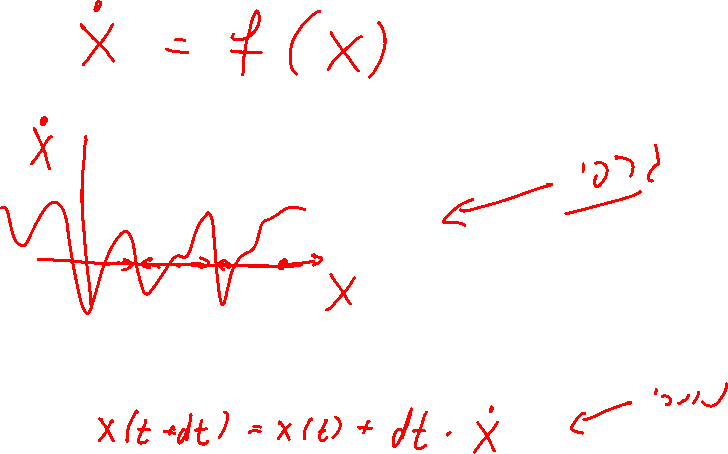 ẋ = f(x)
ẋ
גרפי
x
x(t+dt) = x(t) + dt · ẋ
נומרי